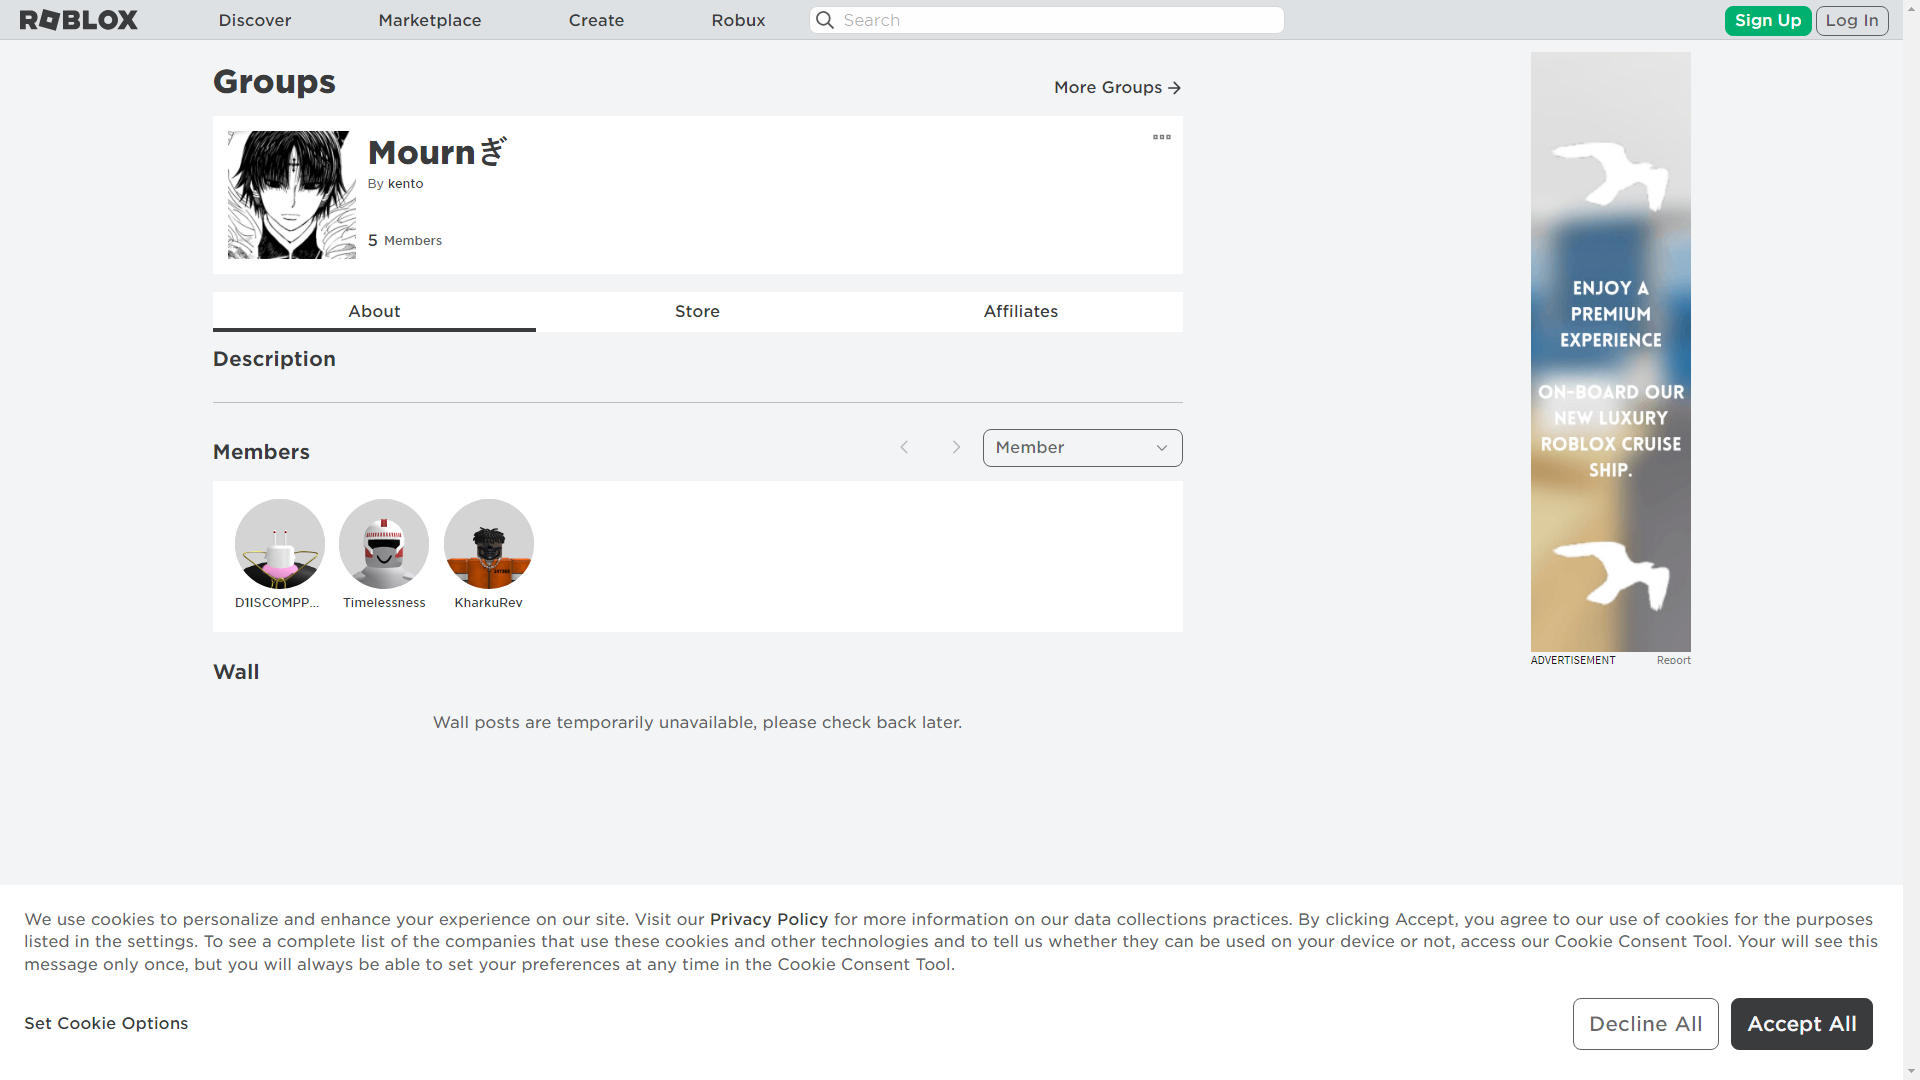 ROBLOX
Discover
Marketplace
Create
Robux
Search
Sign Up
Log In
Groups
More Groups
Mournぎ
By kento
5 Members
About
Store
Affiliates
Description
Members
Member
D1ISCOMPP...
Timelessness
KharkuRev
Wall
Wall posts are temporarily unavailable, please check back later.
ENJOY A
PREMIUM
EXPERIENCE
ON-BOARD OUR
NEW LUXURY
ROBLOX CRUISE
SHIP.
ADVERTISEMENT
Report
We use cookies to personalize and enhance your experience on our site. Visit our Privacy Policy for more information on our data collections practices. By clicking Accept, you agree to our use of cookies for the purposes
listed in the settings. To see a complete list of the companies that use these cookies and other technologies and to tell us whether they can be used on your device or not, access our Cookie Consent Tool. Your will see this
message only once, but you will always be able to set your preferences at any time in the Cookie Consent Tool.
Set Cookie Options
Decline All
Accept All